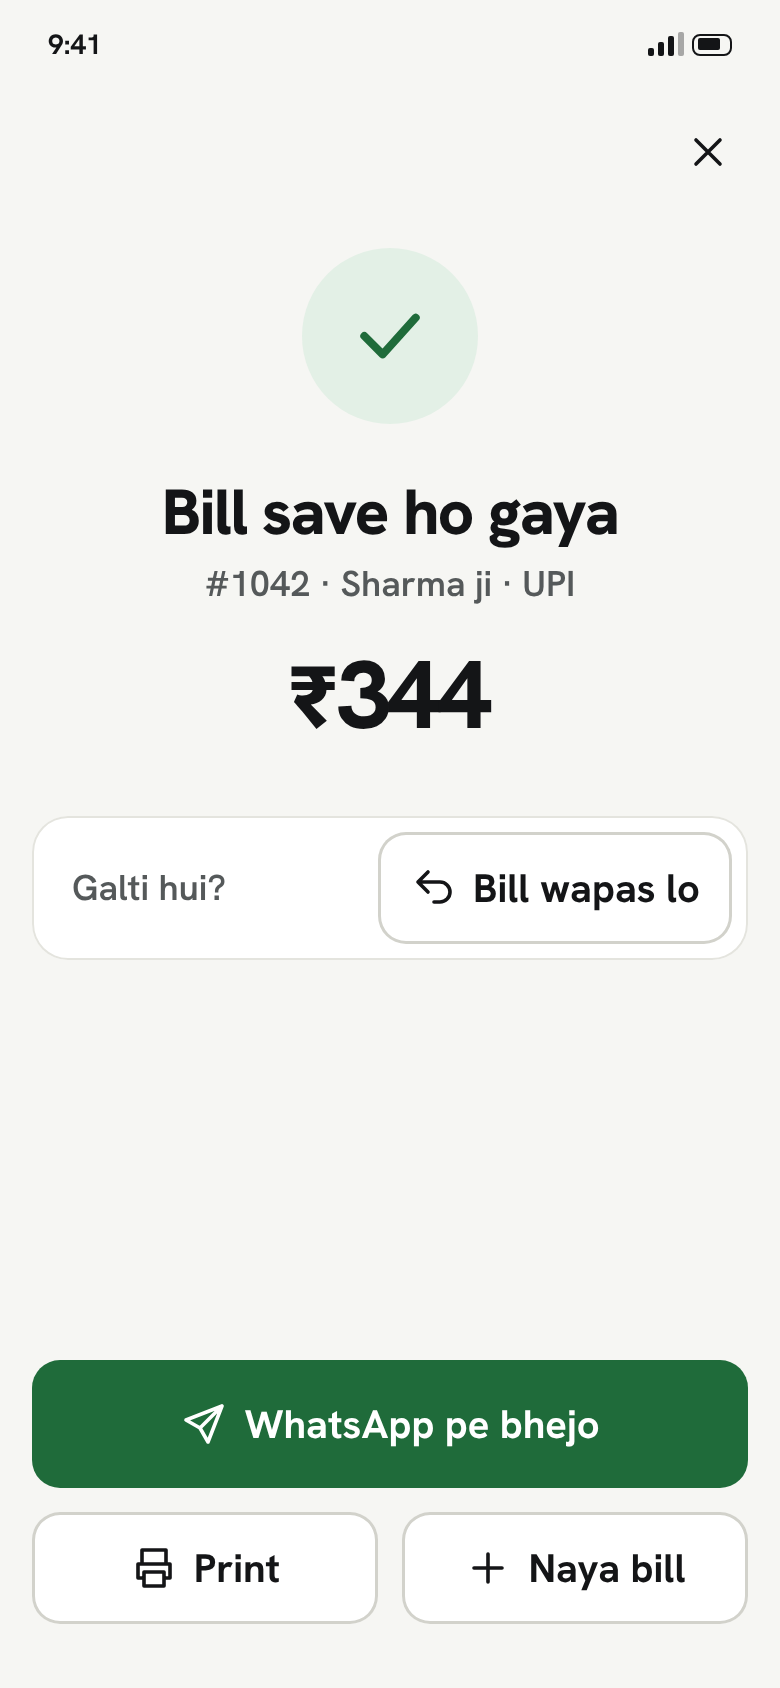 9:41
Bill save ho gaya
#1042 · Sharma ji · UPI
₹344
Galti hui?
Bill wapas lo
WhatsApp pe bhejo
Print
Naya bill